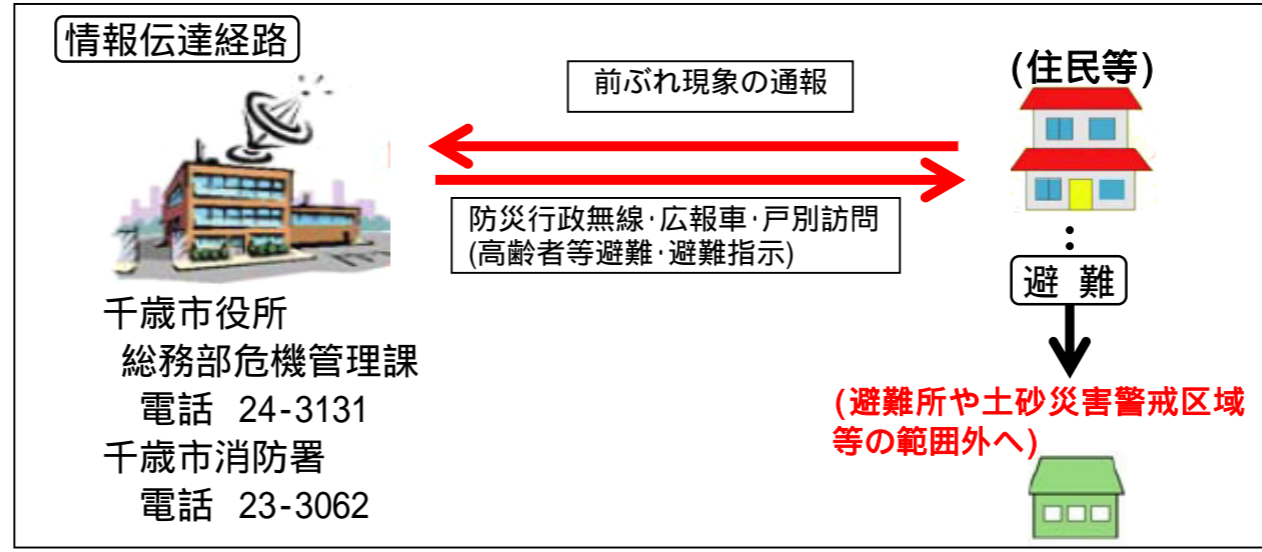 情報伝達経路
前ぶれ現象の通報
(住民等)
防災行政無線･広報車･戸別訪問
(高齢者等避難･避難指示)
避 難
千歳市役所
総務部危機管理課
電話 24-3131
千歳市消防署
電話 23-3062
(避難所や土砂災害警戒区域
等の範囲外へ)